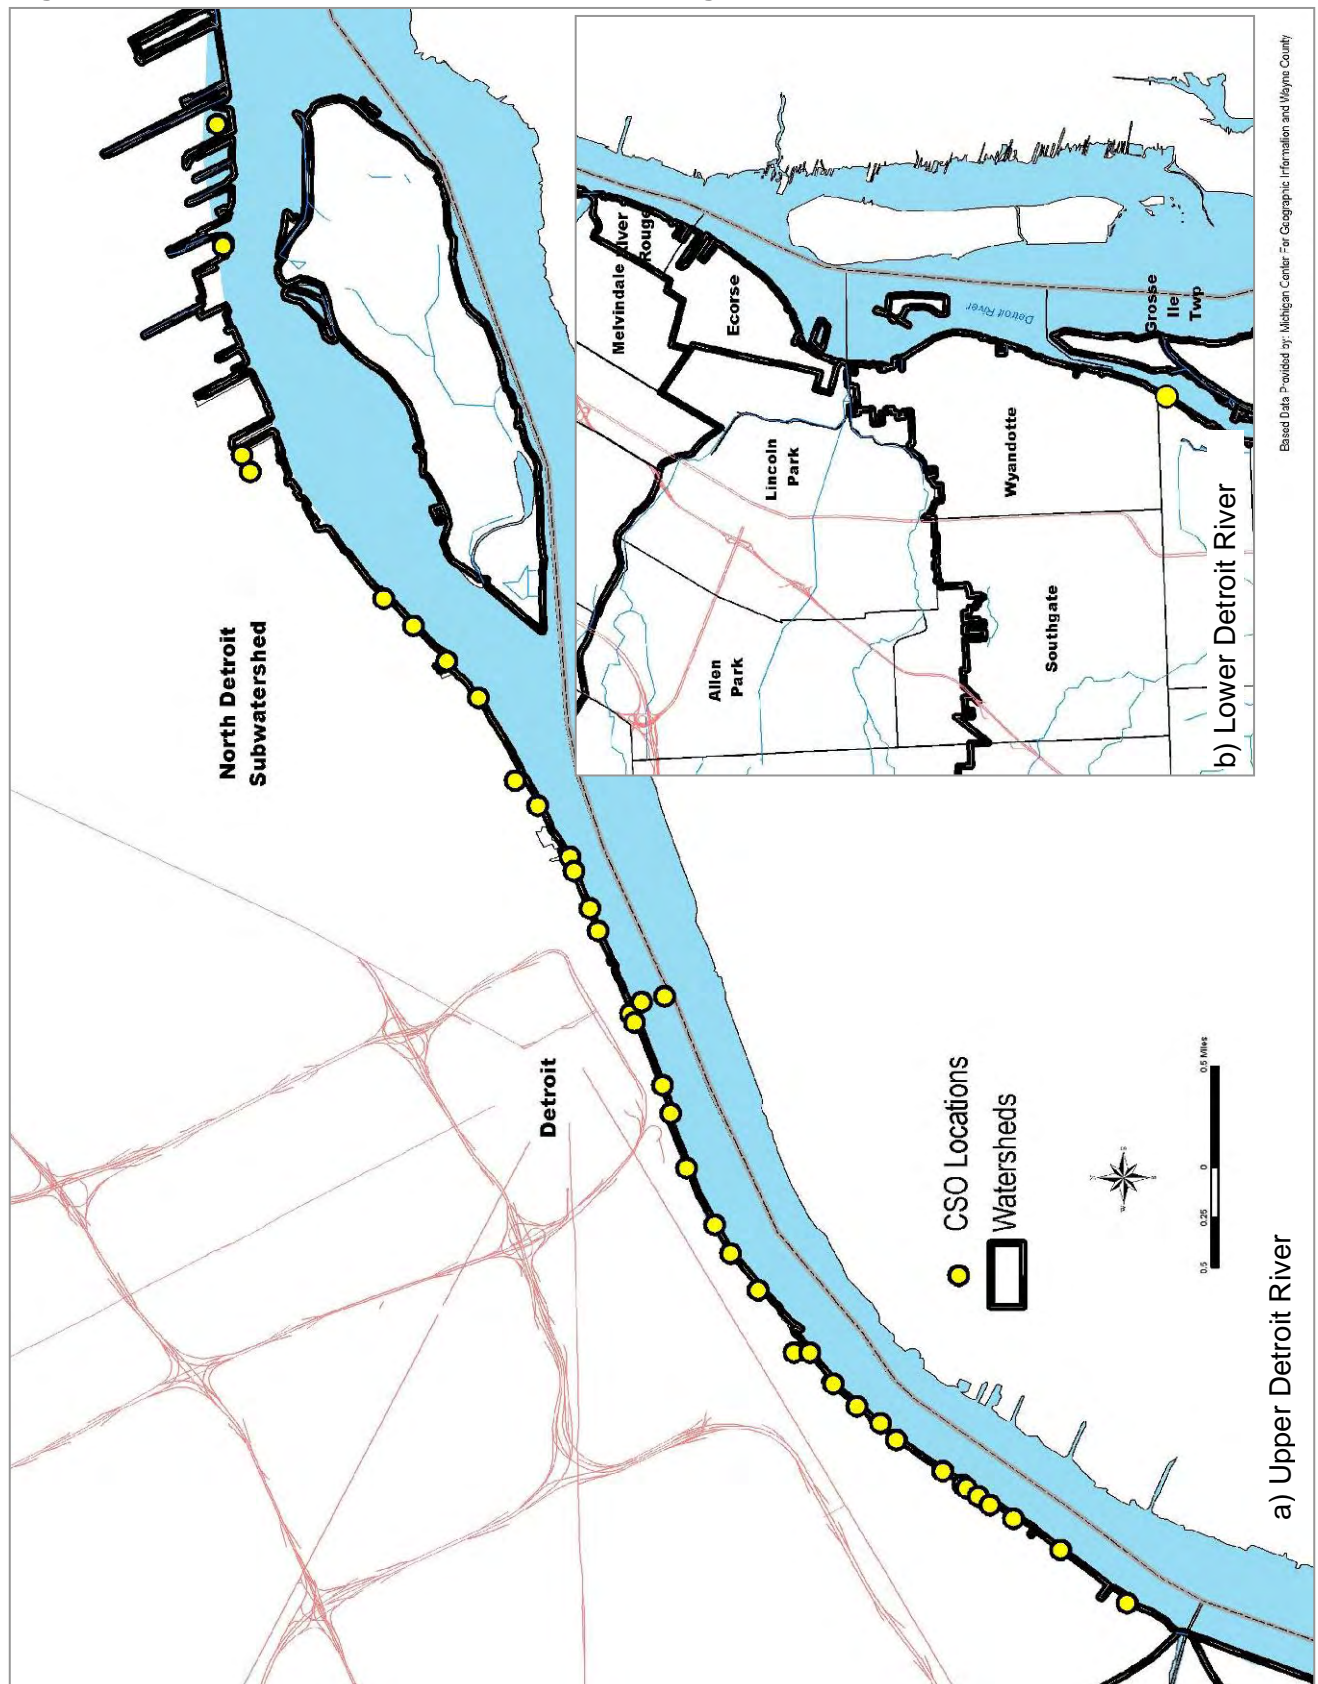 North Detroit
Subwatershed
Detroit
CSO Locations
Watersheds
0.5
0.25
0
0.5 Miles
a) Upper Detroit River
Melvindale
River
Rouge
Ecorse
Lincoln
Park
Allen
Park
Wyandotte
Southgate
Detroit River
Grosse
Ile
Twp
b) Lower Detroit River
Based Data Provided by: Michigan Center For Geographic Information and Wayne County